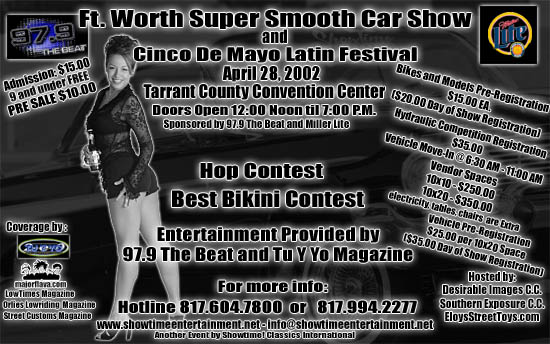 Ft. Worth Super Smooth Car Show
and
Cinco De Mayo Latin Festival
April 28, 2002
Tarrant County Convention Center
Doors Open 12:00 Noon til 7:00 P.M.
Sponsored by 97.9 The Beat and Miller Lite
97.9
THE BEAT
Admission: $15.00
9 and under FREE
PRE SALE $10.00
Miller
Lite
Bikes and Models Pre-Registration
$15.00 EA.
($20.00 Day of Show Registration)
Hydraulic Competition Registration
$35.00
Vehicle Move-In @ 6:30 AM - 11:00 AM
Vendor Spaces
10x10 - $250.00
10x20 - $350.00
electricity, tables, chairs, are Extra
Vehicle Pre-Registration
$25.00 per 10x20 Space
($35.00 Day of Show Registration)
Hop Contest
Best Bikini Contest
Entertainment Provided by
97.9 The Beat and Tu Y Yo Magazine
Coverage by :
majorflava.com
LowTimes Magazine
Orlies Lowriding Magazine
Street Customs Magazine
For more info:
Hotline 817.604.7800 or 817.994.2277
www.showtimeentertainment.net - info@showtimeentertainment.net
Another Event by Showtime! Classics International
Hosted by:
Desirable Images C.C.
Southern Exposure C.C.
EloysStreetToys.com